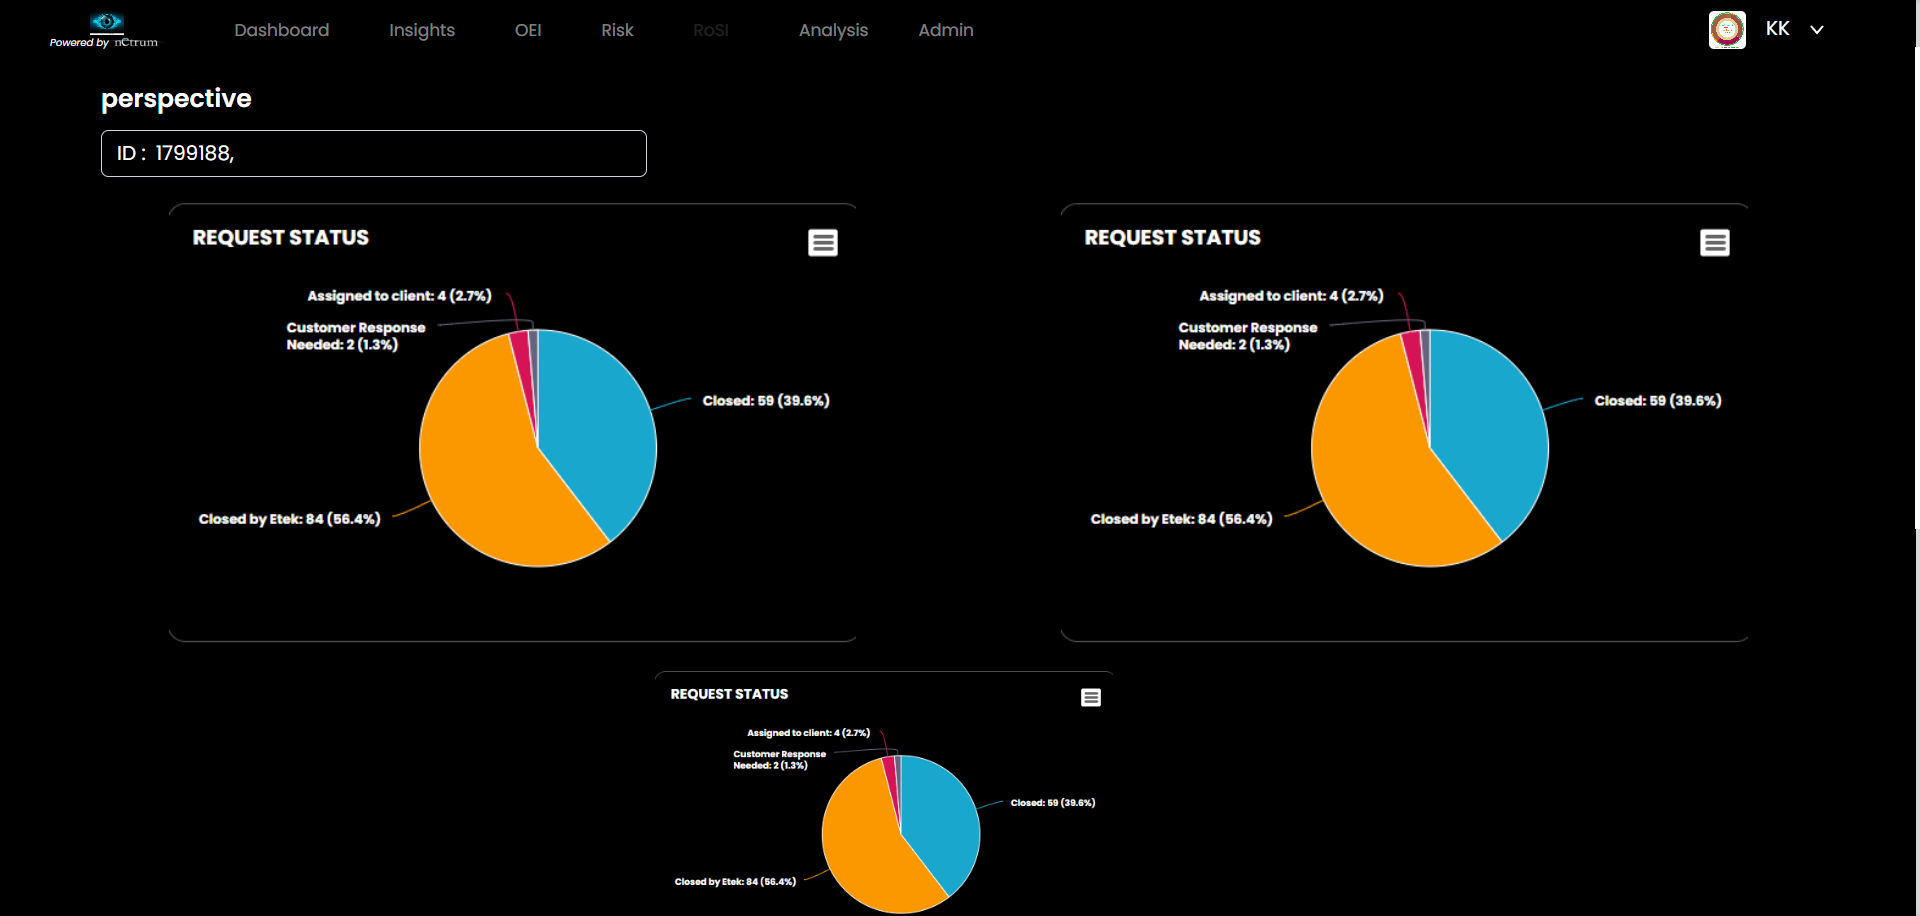 Powered by nCtrum
Dashboard Insights OEI Risk RoSI Analysis Admin
KK
perspective
ID : 1799188,
REQUEST STATUS
Assigned to client: 4 (2.7%)
Customer Response
Needed: 2 (1.3%)
Closed: 59 (39.6%)
Closed by Etek: 84 (56.4%)
REQUEST STATUS
Assigned to client: 4 (2.7%)
Customer Response
Needed: 2 (1.3%)
Closed: 59 (39.6%)
Closed by Etek: 84 (56.4%)
REQUEST STATUS
Assigned to client: 4 (2.7%)
Customer Response
Needed: 2 (1.3%)
Closed: 59 (39.6%)
Closed by Etek: 84 (56.4%)